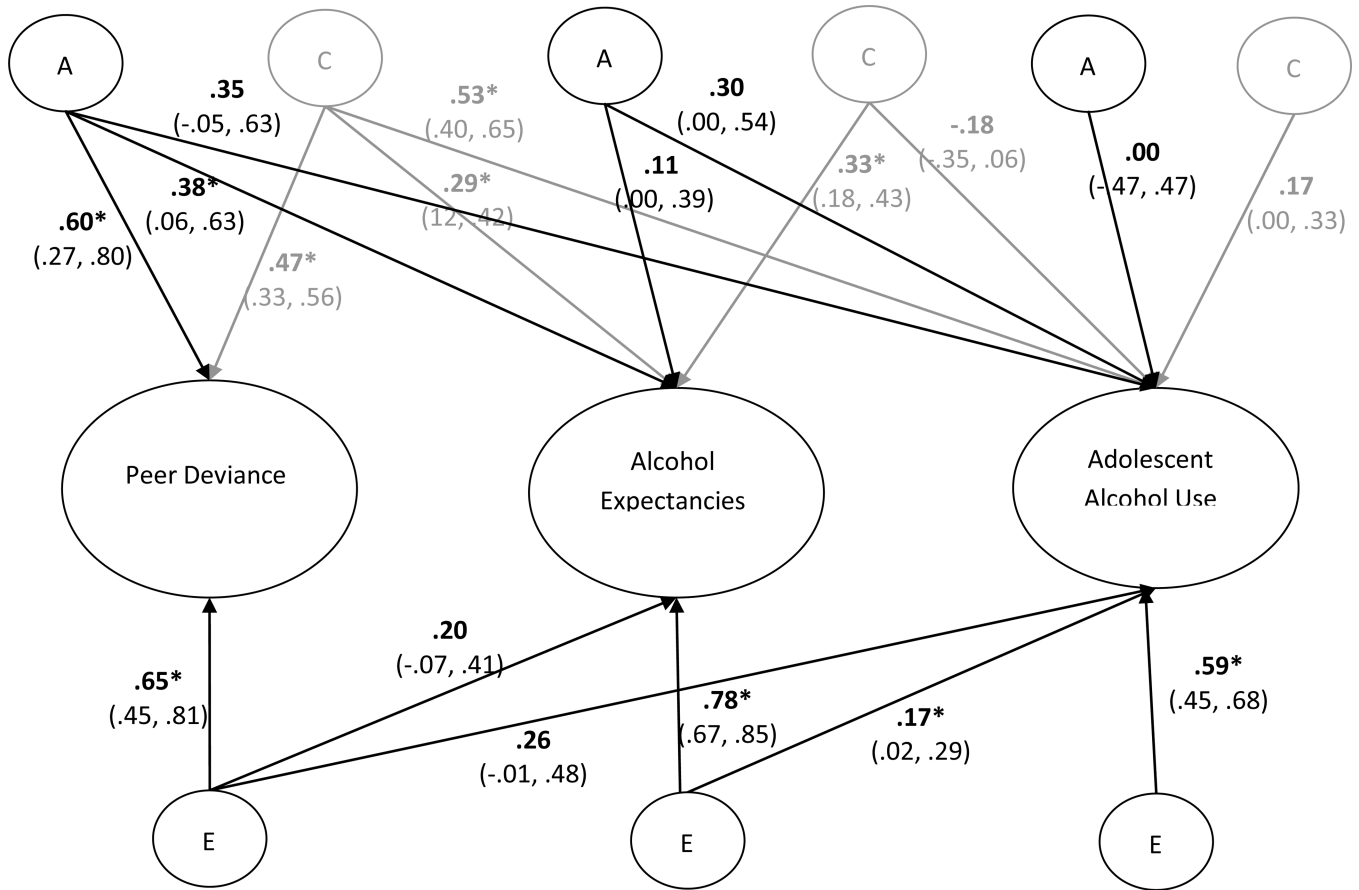 A
C
A
C
A
C
.35
(-.05, .63)
.53*
(.40, .65)
.30
(.00, .54)
-.18
(-.35, .06)
.00
(-.47, .47)
.17
(.00, .33)
.11
(.00, .39)
.33*
(.18, .43)
.38*
(.06, .63)
.29*
(12, .42)
.60*
(.27, .80)
.47*
(.33, .56)
Peer Deviance
Alcohol
Expectancies
Adolescent
Alcohol Use
.20
(-.07, .41)
.65*
(.45, .81)
.78*
(.67, .85)
.59*
(.45, .68)
.26
(-.01, .48)
.17*
(.02, .29)
E
E
E